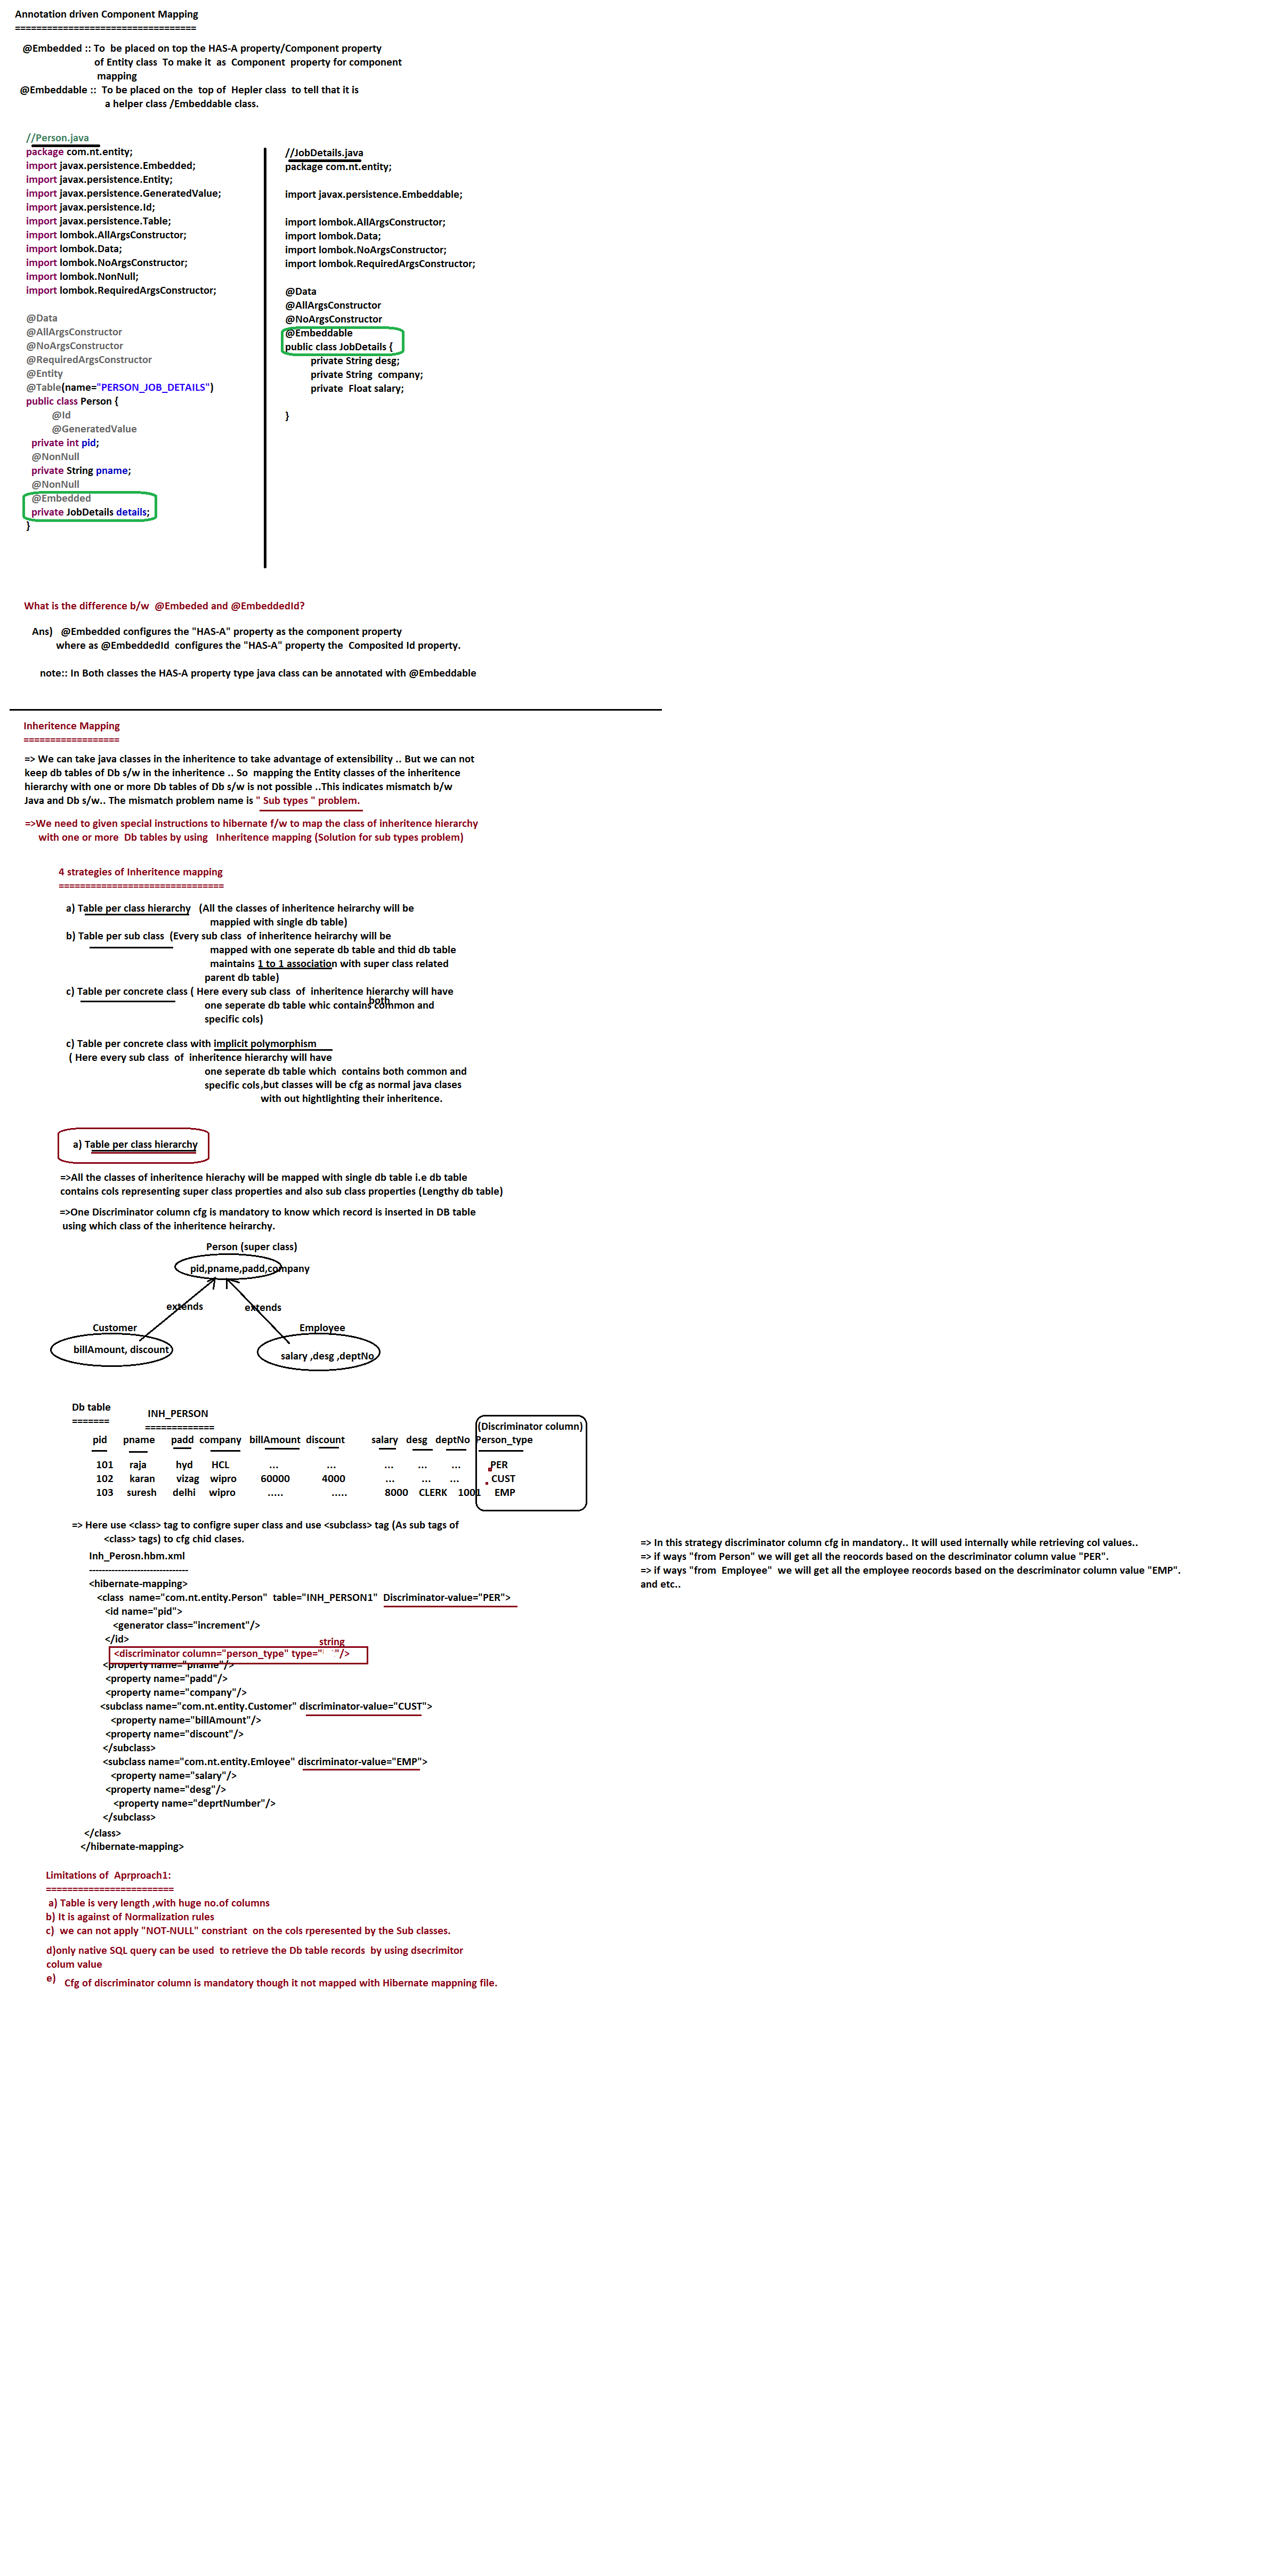 Annotation driven Component Mapping
==================================
@Embedded :: To  be placed on top the HAS-A property/Component property
of Entity class  To make it  as  Component  property for component
mapping
@Embeddable ::  To be placed on the  top of  Hepler class  to tell that it is
a helper class /Embeddable class.
//Person.java
package com.nt.entity;
import javax.persistence.Embedded;
import javax.persistence.Entity;
import javax.persistence.GeneratedValue;
import javax.persistence.Id;
import javax.persistence.Table;
import lombok.AllArgsConstructor;
import lombok.Data;
import lombok.NoArgsConstructor;
import lombok.NonNull;
import lombok.RequiredArgsConstructor;
@Data
@AllArgsConstructor
@NoArgsConstructor
@RequiredArgsConstructor
@Entity
@Table(name="PERSON_JOB_DETAILS")
public class Person {
@Id
@GeneratedValue
private int pid;
@NonNull
private String pname;
@NonNull
@Embedded
private JobDetails details;
}
//JobDetails.java
package com.nt.entity;
import javax.persistence.Embeddable;
import lombok.AllArgsConstructor;
import lombok.Data;
import lombok.NoArgsConstructor;
import lombok.RequiredArgsConstructor;
@Data
@AllArgsConstructor
@NoArgsConstructor
@Embeddable
public class JobDetails {
private String desg;
private String  company;
private  Float salary;
}
What is the difference b/w  @Embeded and @EmbeddedId?
Ans)   @Embedded configures the "HAS-A" property as the component property
where as @EmbeddedId  configures the "HAS-A" property the  Composited Id property.
note:: In Both classes the HAS-A property type java class can be annotated with @Embeddable
Inheritence Mapping
==================
=> We can take java classes in the inheritence to take advantage of extensibility .. But we can not
keep db tables of Db s/w in the inheritence .. So  mapping the Entity classes of the inheritence
hierarchy with one or more Db tables of Db s/w is not possible ..This indicates mismatch b/w
Java and Db s/w.. The mismatch problem name is " Sub types " problem.
=>We need to given special instructions to hibernate f/w to map the class of inheritence hierarchy
with one or more  Db tables by using   Inheritence mapping (Solution for sub types problem)
4 strategies of Inheritence mapping
===============================
a) Table per class hierarchy   (All the classes of inheritence heirarchy will be
mappied with single db table)
b) Table per sub class  (Every sub class  of inheritence heirarchy will be
mapped with one seperate db table and thid db table
maintains 1 to 1 association with super class related
parent db table)
c) Table per concrete class ( Here every sub class  of  inheritence hierarchy will have
both
one seperate db table whic contains common and
specific cols)
c) Table per concrete class with implicit polymorphism
( Here every sub class  of  inheritence hierarchy will have
one seperate db table which  contains both common and
specific cols,but classes will be cfg as normal java clases
with out hightlighting their inheritence.
a) Table per class hierarchy
=>All the classes of inheritence hierachy will be mapped with single db table i.e db table
contains cols representing super class properties and also sub class properties (Lengthy db table)
=>One Discriminator column cfg is mandatory to know which record is inserted in DB table
using which class of the inheritence heirarchy.
Person (super class)
pid,pname,padd,company
extends extends
Customer Employee
billAmount, discount salary ,desg ,deptNo
Db table
=======
INH_PERSON
=============
(Discriminator column)
pid pname padd company billAmount discount salary desg deptNo Person_type
101 raja hyd HCL ... ... ... ... ... PER
102 karan vizag wipro 60000 4000 ... ... ... CUST
103 suresh delhi wipro ..... ..... 8000 CLERK 1001 EMP
=> Here use <class> tag to configre super class and use <subclass> tag (As sub tags of
<class> tags) to cfg chid clases.
Inh_Perosn.hbm.xml
-------------------------------
<hibernate-mapping>
<class  name="com.nt.entity.Person"  table="INH_PERSON1"  Discriminator-value="PER">
<id name="pid">
<generator class="increment"/>
</id>
string
<discriminator column="person_type" type="   "/>
<property name="pname"/>
<property name="padd"/>
<property name="company"/>
<subclass name="com.nt.entity.Customer" discriminator-value="CUST">
<property name="billAmount"/>
<property name="discount"/>
</subclass>
<subclass name="com.nt.entity.Emloyee" discriminator-value="EMP">
<property name="salary"/>
<property name="desg"/>
<property name="deprtNumber"/>
</subclass>
</class>
</hibernate-mapping>
=> In this strategy discriminator column cfg in mandatory.. It will used internally while retrieving col values..
=> if ways "from Person" we will get all the reocords based on the descriminator column value "PER".
=> if ways "from  Employee"  we will get all the employee reocords based on the descriminator column value "EMP".
and etc..
Limitations of  Aprproach1:
========================
a) Table is very length ,with huge no.of columns
b) It is against of Normalization rules
c)  we can not apply "NOT-NULL" constriant  on the cols rperesented by the Sub classes.
d)only native SQL query can be used  to retrieve the Db table records  by using dsecrimitor
colum value
e)   Cfg of discriminator column is mandatory though it not mapped with Hibernate mappning file.